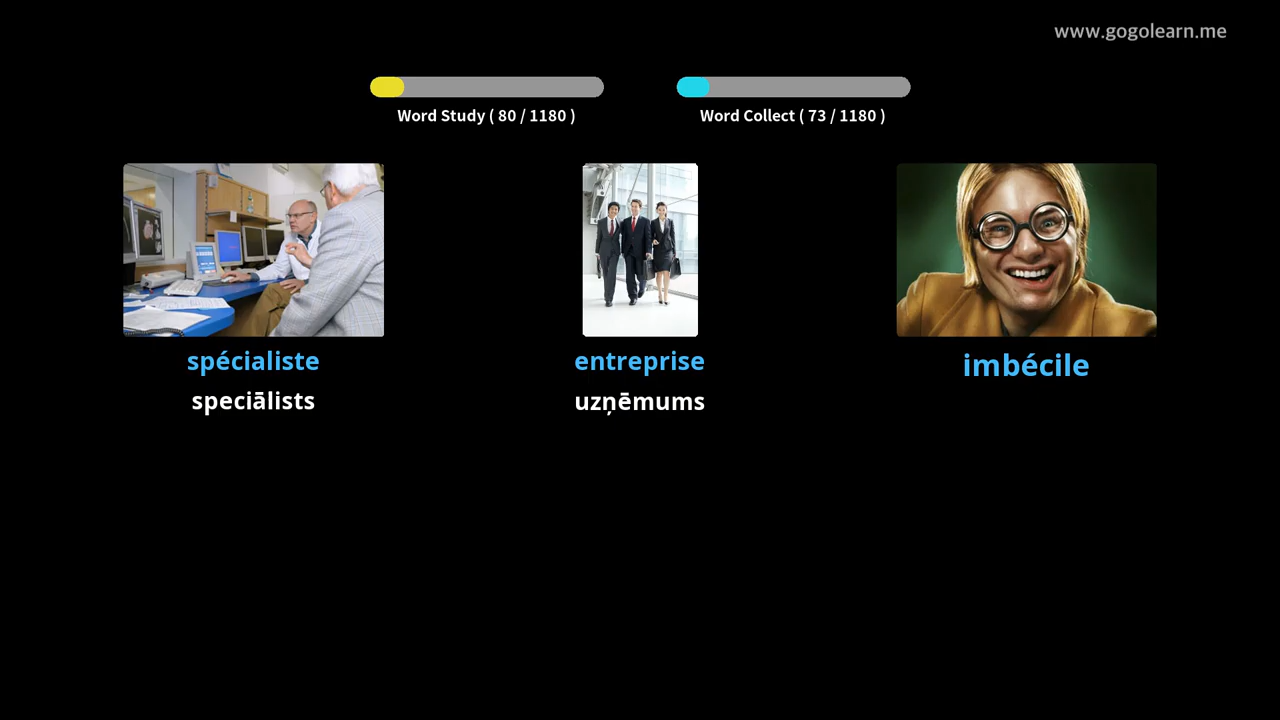 www.gogolearn.me
Word Study ( 80 / 1180 )
Word Collect ( 73 / 1180 )
spécialiste
speciālists
entreprise
uzņēmums
imbécile